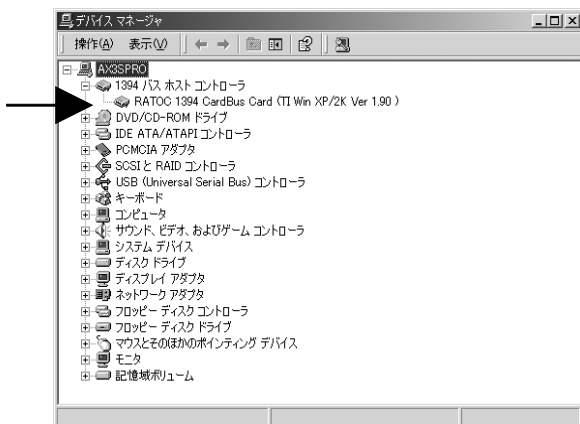 デバイス マネージャ
操作(A) 表示(V)
AX3SPRO
1394 バス ホスト コントローラ
RATOC 1394 CardBus Card (TI Win XP/2K Ver 1.90 )
DVD/CD-ROM ドライブ
IDE ATA/ATAPI コントローラ
PCMCIA アダプタ
SCSI と RAID コントローラ
USB (Universal Serial Bus) コントローラ
キーボード
コンピュータ
サウンド、ビデオ、およびゲーム コントローラ
システム デバイス
ディスク ドライブ
ディスプレイ アダプタ
ネットワーク アダプタ
フロッピー ディスク コントローラ
フロッピー ディスク ドライブ
マウスとそのほかのポインティング デバイス
モニタ
記憶域ボリューム